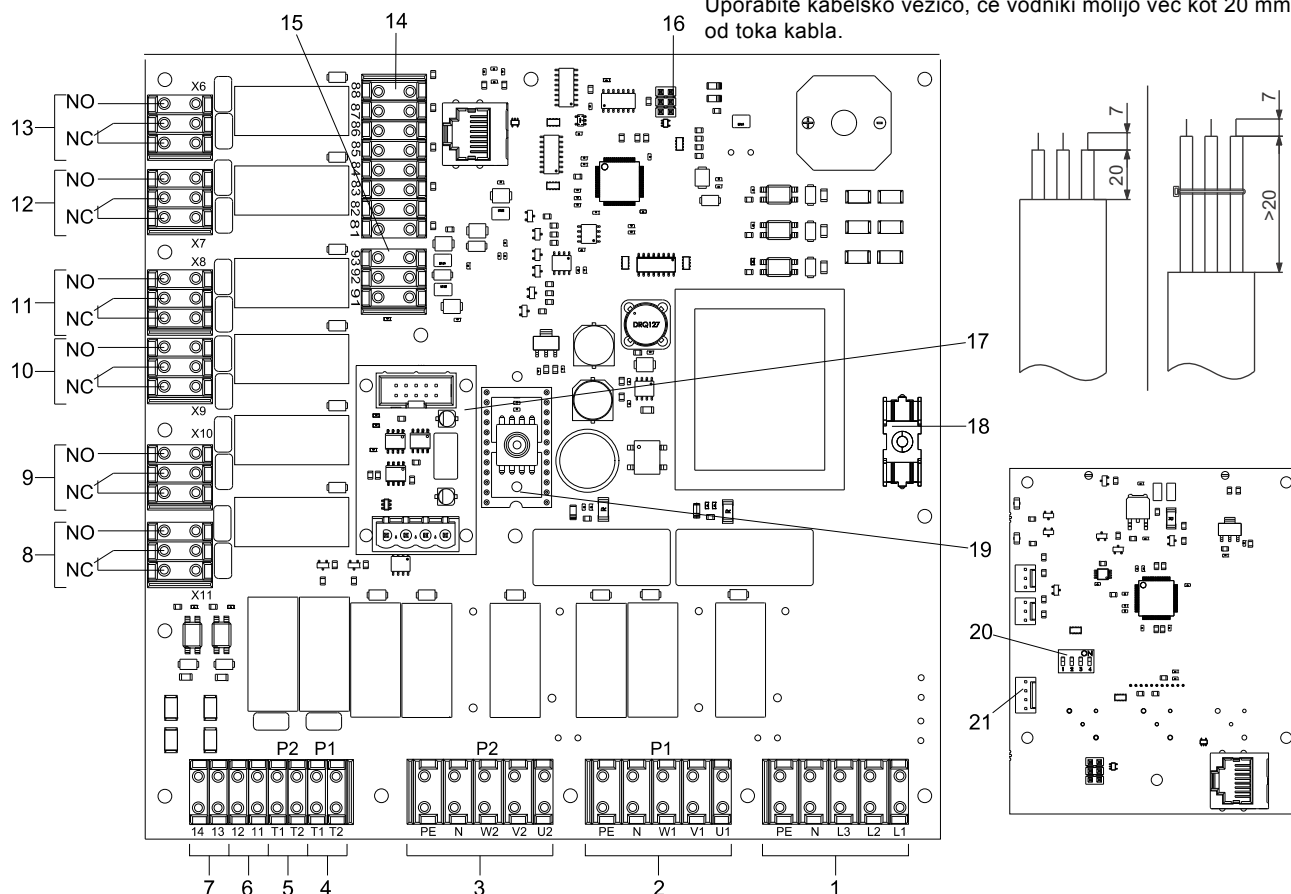 Uporabite kabelsko vezico, če vodniki molijo več kot 20 mm
od toka kabla.
15
14
16
X6
NO
13
NC
NO
12
NC
X7
X8
NO
11
NC
NO
10
NC
X9
X10
NO
9
NC
NO
8
NC
X11
88
87
86
85
84
83
82
81
93
92
91
DRQ127
17
18
19
7
20
7
>20
20
ON
1 2 3 4
21
P2 P1
P2
P1
14 13 12 11 T1 T2 T1 T2
PE N W2 V2 U2
PE N W1 V1 U1
PE N L3 L2 L1
7 6 5 4
3
2
1